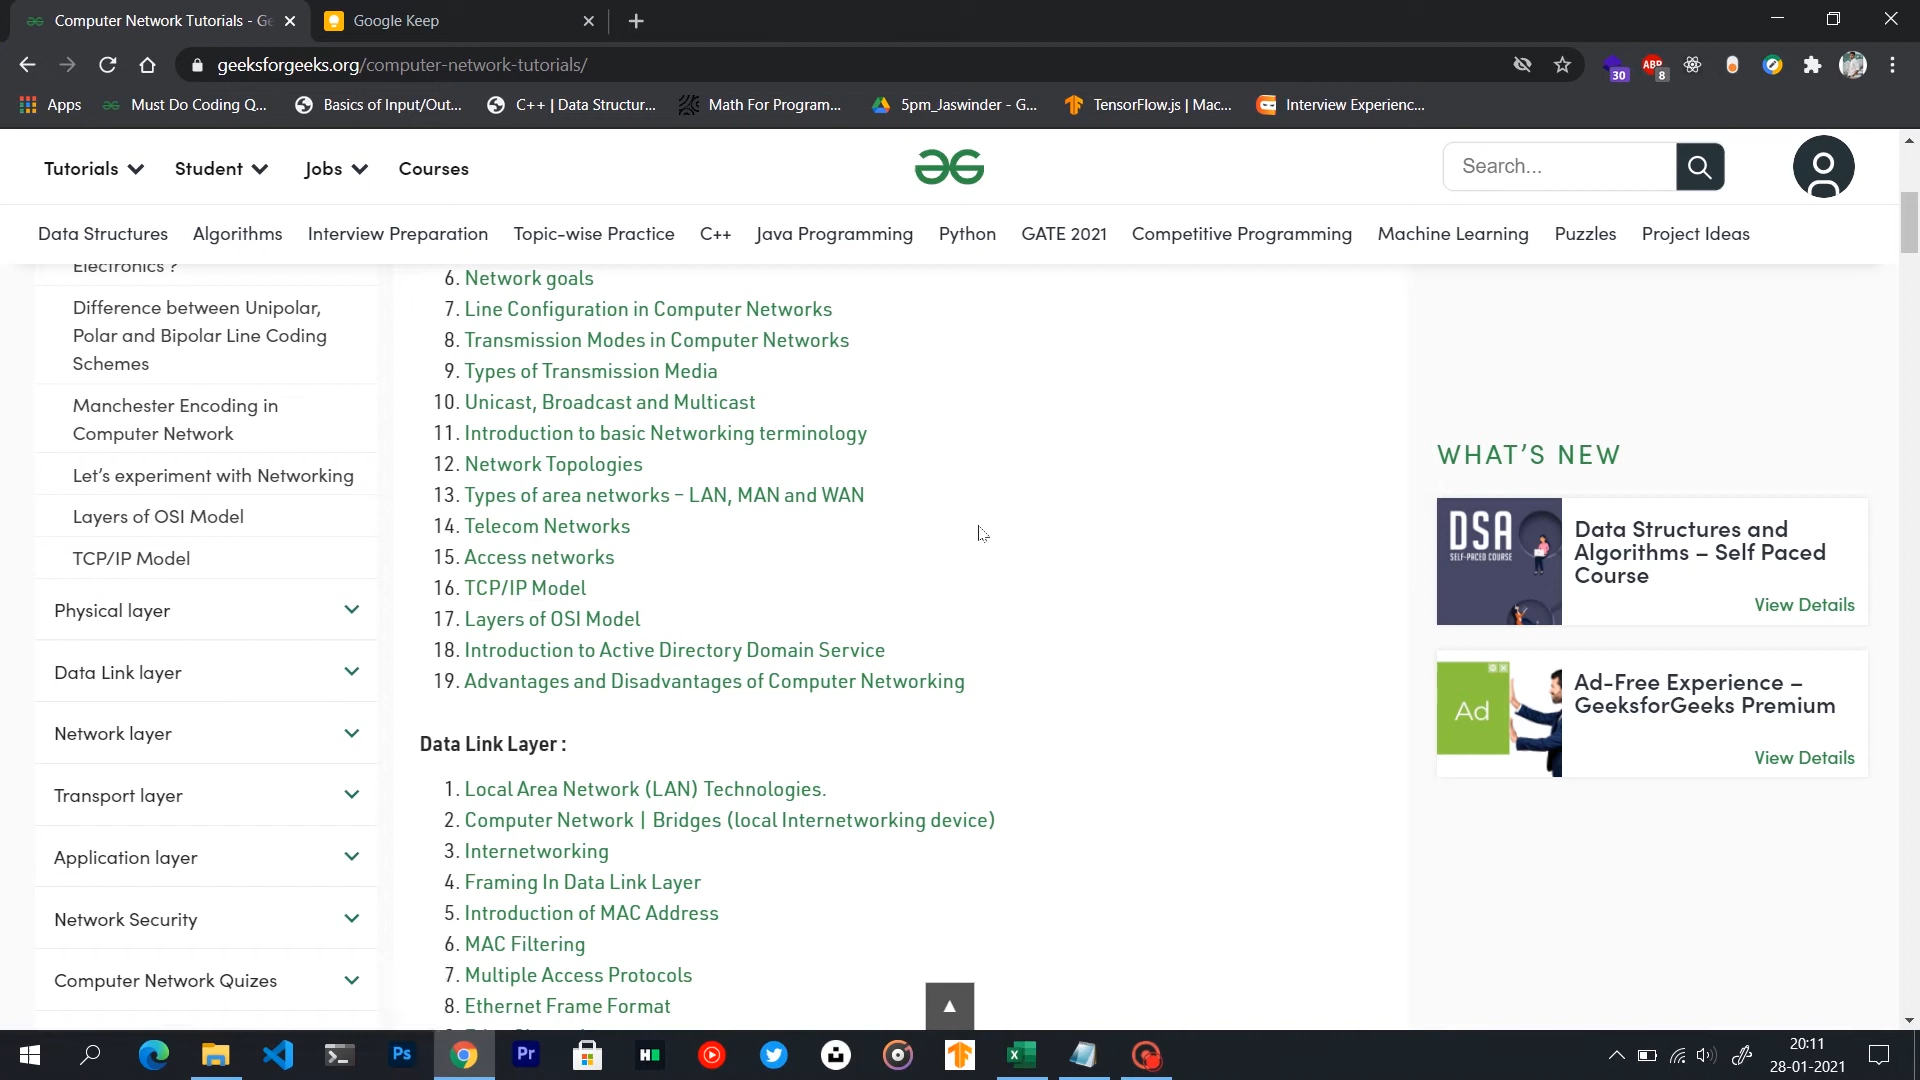 Computer Network Tutorials - Ge
Google Keep
geeksforgeeks.org/computer-network-tutorials/
30
ABP
8
Apps
Must Do Coding Q...
Basics of Input/Out...
C++ | Data Structur...
Math For Program...
5pm_Jaswinder - G...
TensorFlow.js | Mac...
Interview Experienc...
Tutorials
Student
Jobs
Courses
Search...
Data Structures
Algorithms
Interview Preparation
Topic-wise Practice
C++
Java Programming
Python
GATE 2021
Competitive Programming
Machine Learning
Puzzles
Project Ideas
Electronics ?
Difference between Unipolar,
Polar and Bipolar Line Coding
Schemes
Manchester Encoding in
Computer Network
Let's experiment with Networking
Layers of OSI Model
TCP/IP Model
Physical layer
Data Link layer
Network layer
Transport layer
Application layer
Network Security
Computer Network Quizes
6. Network goals
7. Line Configuration in Computer Networks
8. Transmission Modes in Computer Networks
9. Types of Transmission Media
10. Unicast, Broadcast and Multicast
11. Introduction to basic Networking terminology
12. Network Topologies
13. Types of area networks – LAN, MAN and WAN
14. Telecom Networks
15. Access networks
16. TCP/IP Model
17. Layers of OSI Model
18. Introduction to Active Directory Domain Service
19. Advantages and Disadvantages of Computer Networking
Data Link Layer :
1. Local Area Network (LAN) Technologies.
2. Computer Network | Bridges (local Internetworking device)
3. Internetworking
4. Framing In Data Link Layer
5. Introduction of MAC Address
6. MAC Filtering
7. Multiple Access Protocols
8. Ethernet Frame Format
WHAT'S NEW
DSA
SELF-PACED COURSE
Data Structures and
Algorithms – Self Paced
Course
View Details
Ad
Ad-Free Experience –
GeeksforGeeks Premium
View Details
Ps
Pr
20:11
28-01-2021